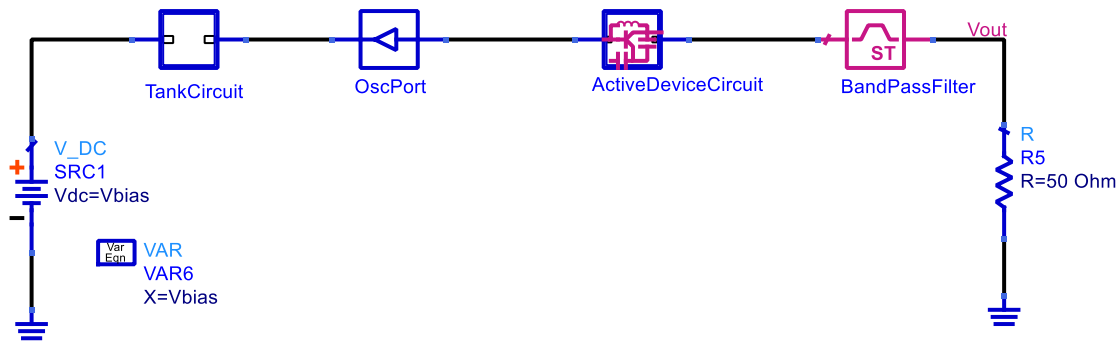 Vout
ST
TankCircuit
OscPort
ActiveDeviceCircuit
BandPassFilter
V_DC
SRC1
Vdc=Vbias
R
R5
R=50 Ohm
Var
Eqn
VAR
VAR6
X=Vbias